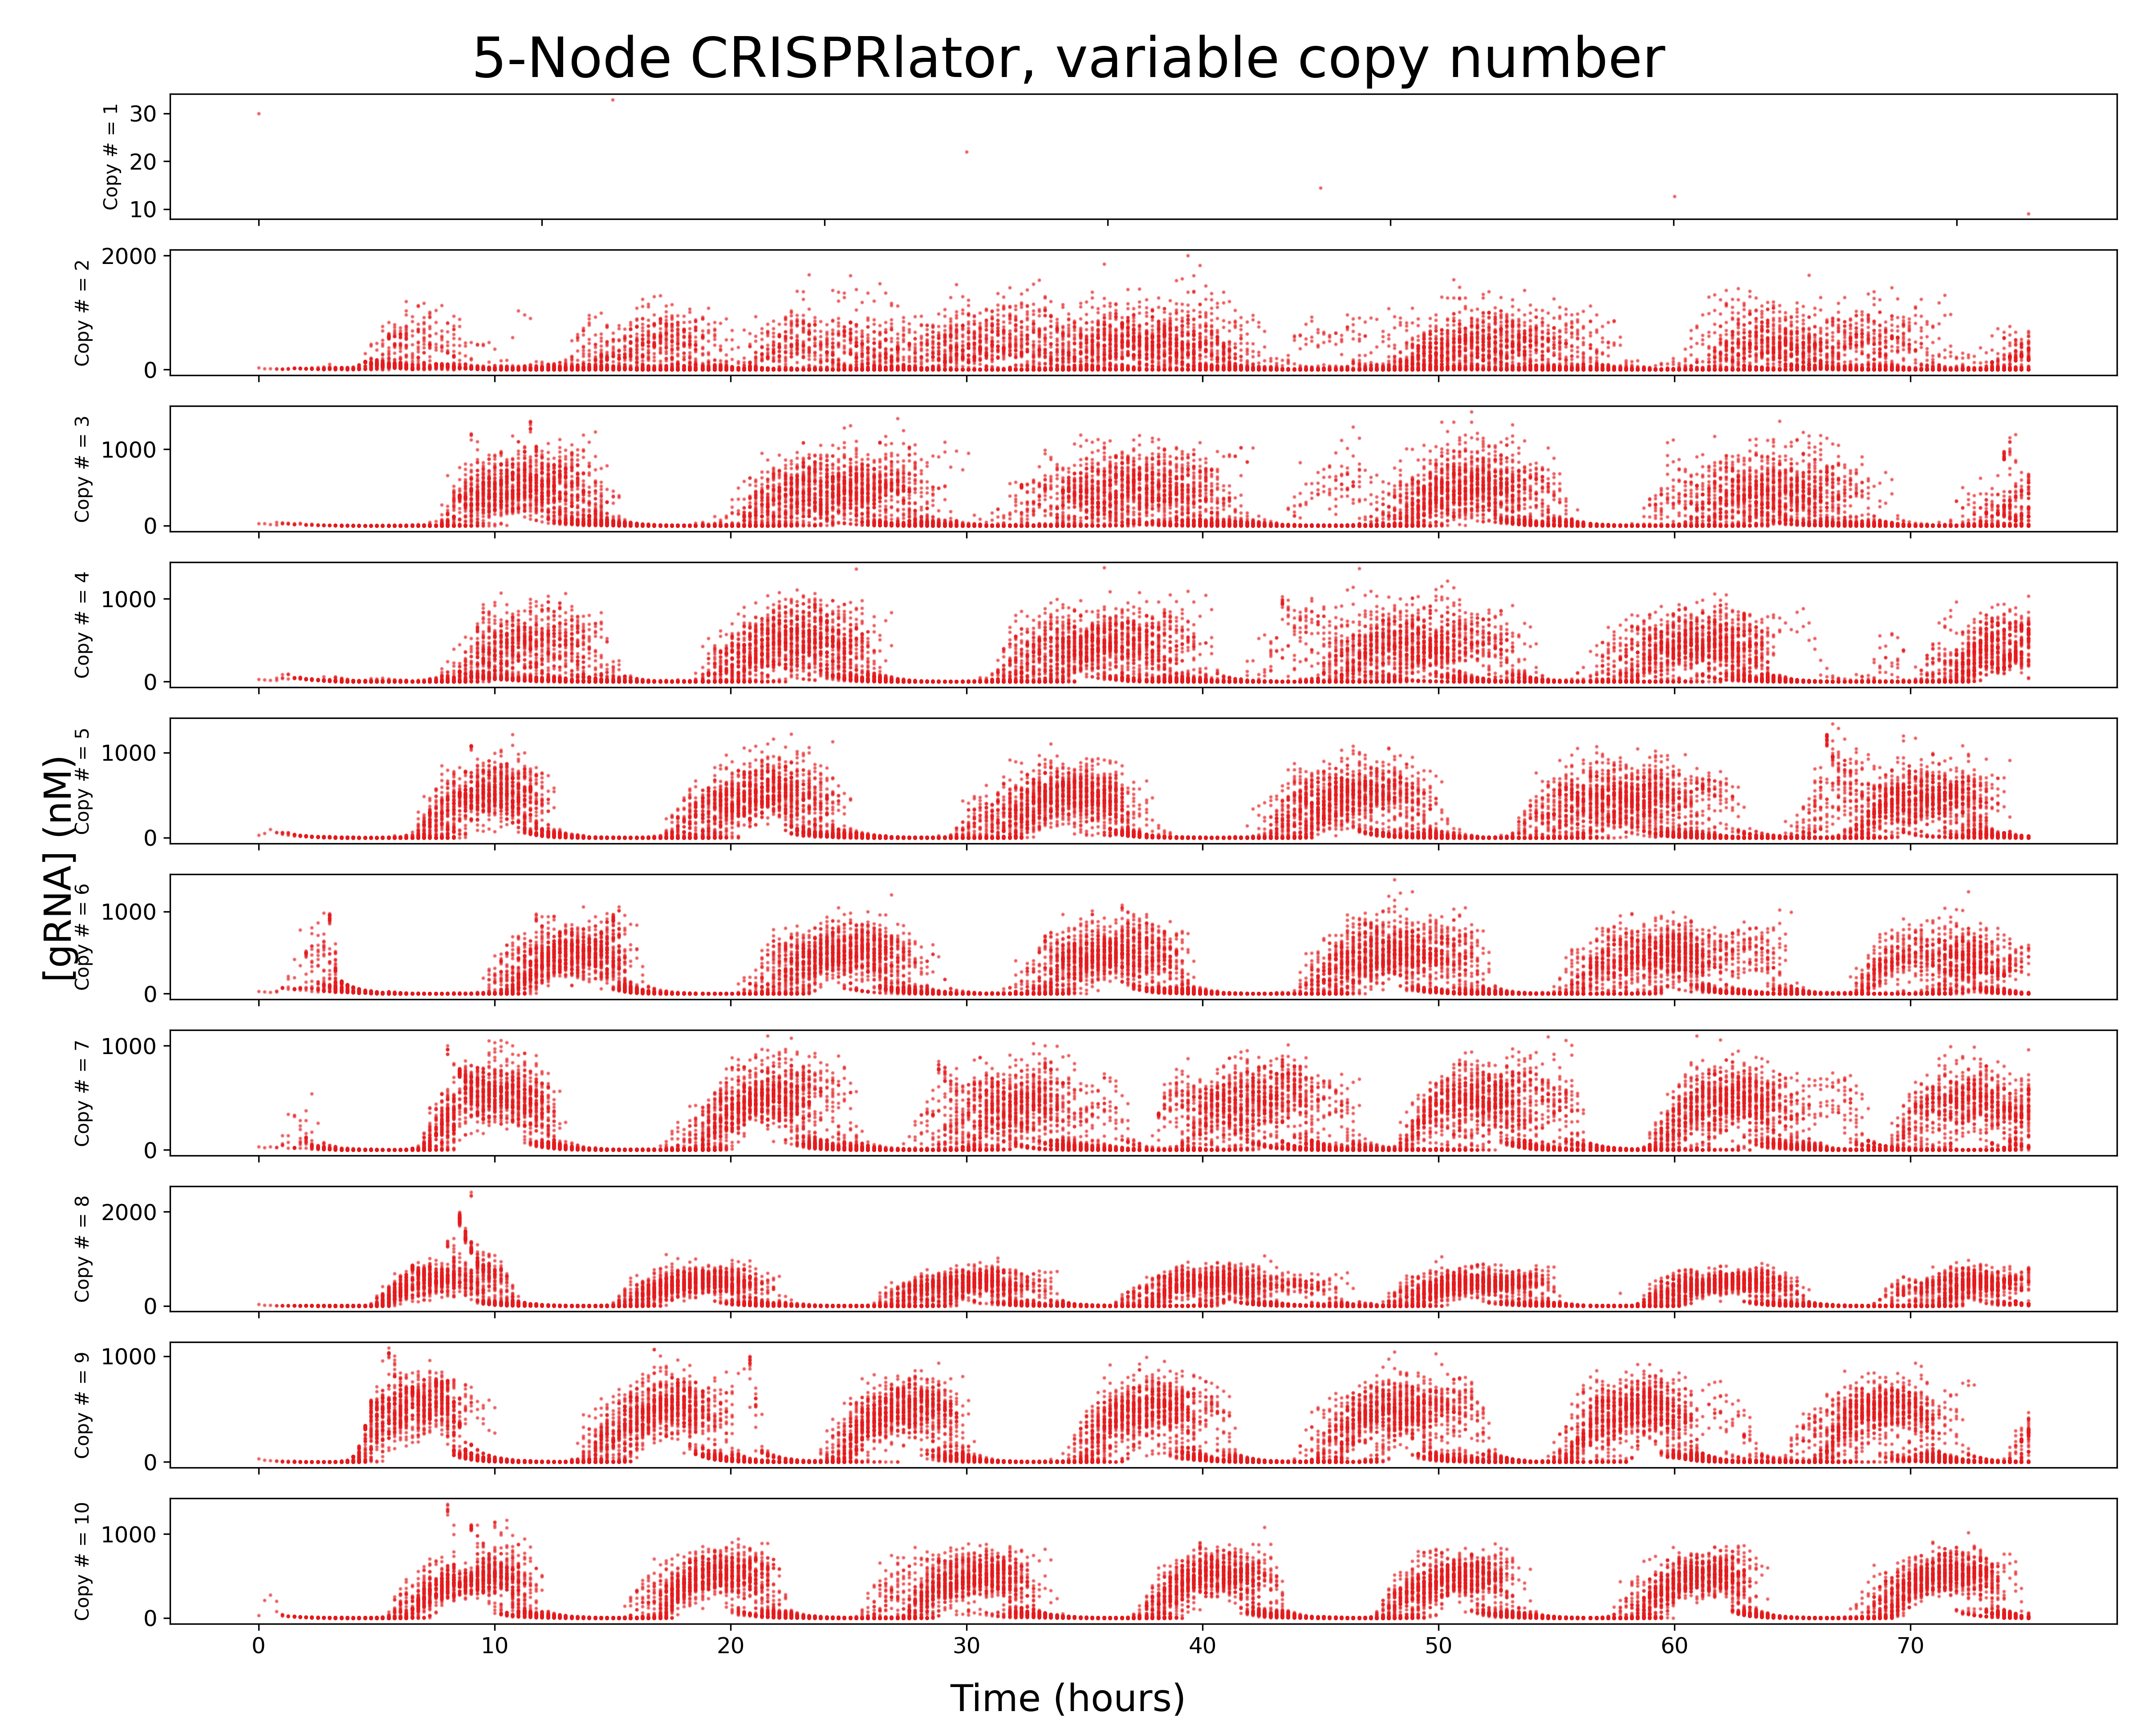 5-Node CRISPRlator, variable copy number
Copy # = 1
30
20
10
Copy # = 2
2000
0
Copy # = 3
1000
0
Copy # = 4
1000
0
[gRNA] (nM)
Copy # = 5
1000
0
Copy # = 6
1000
0
Copy # = 7
1000
0
Copy # = 8
2000
0
Copy # = 9
1000
0
Copy # = 10
1000
0
0 10 20 30 40 50 60 70
Time (hours)